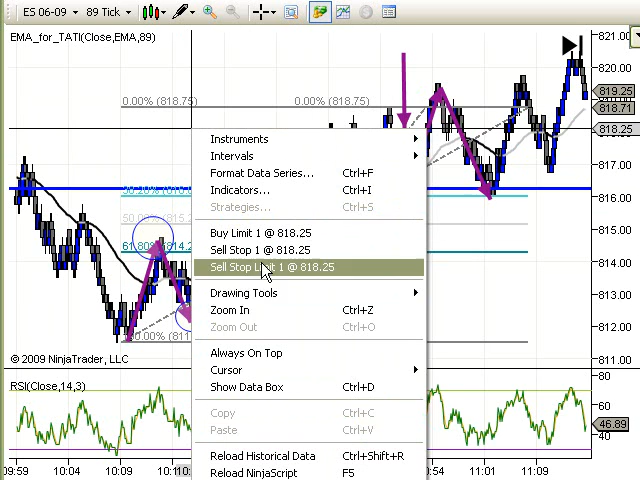 ES 06-09
89 Tick
EMA_for_TATI(Close,EMA,89)
821.00
820.00
819.25
818.71
818.25
817.00
816.00
815.00
814.00
813.00
812.00
811.00
0.00% (818.75)
0.00% (818.75)
50.00%
61.80%
Instruments
Intervals
Format Data Series... Ctrl+F
Indicators... Ctrl+I
Strategies... Ctrl+S
Buy Limit 1 @ 818.25
Sell Stop 1 @ 818.25
Sell Stop Limit 1 @ 818.25
Drawing Tools
Zoom In Ctrl+Z
Zoom Out Ctrl+O
Always On Top
Cursor
Show Data Box Ctrl+D
Copy Ctrl+C
Paste Ctrl+V
Reload Historical Data Ctrl+Shift+R
Reload NinjaScript F5
© 2009 NinjaTrader, LLC
RSI(Close,14,3)
80
60
46.89
40
09:59
10:04
10:09
11:01
11:09